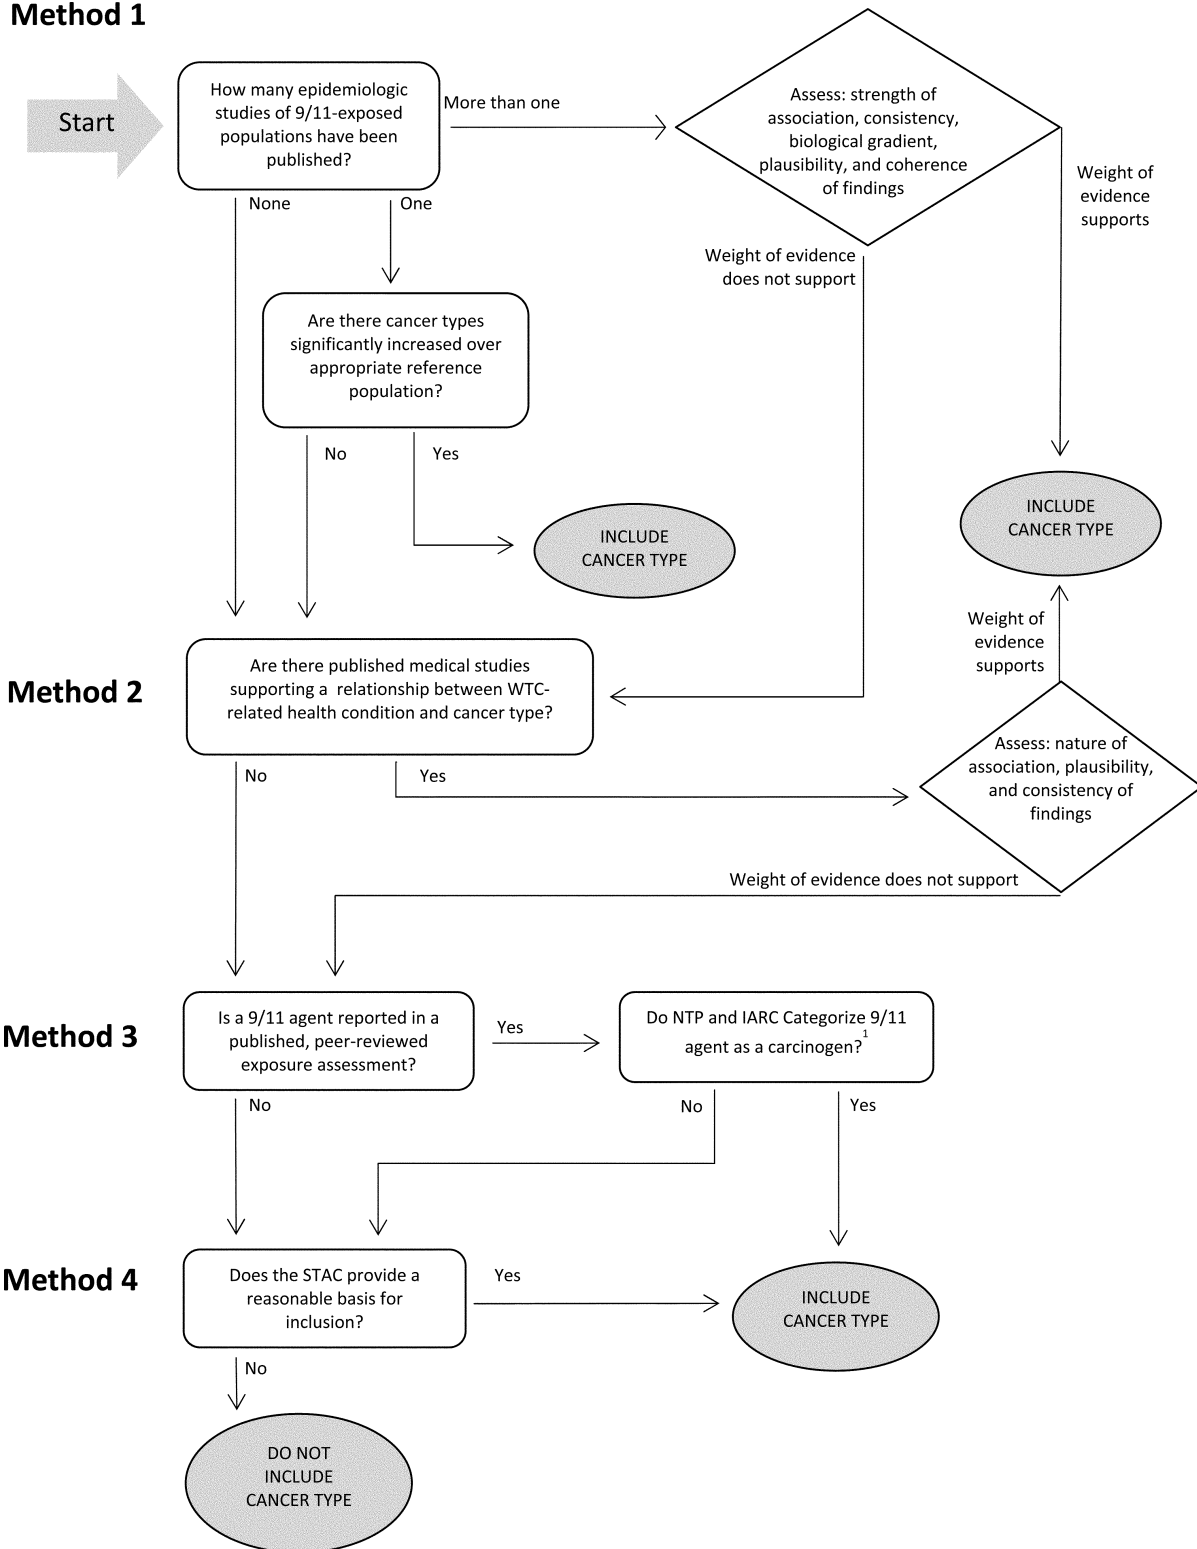 Method 1
Start
How many epidemiologic
studies of 9/11-exposed
populations have been
published?
More than one
Assess: strength of
association, consistency,
biological gradient,
plausibility, and coherence
of findings
Weight of
evidence
supports
None
One
Weight of evidence
does not support
Are there cancer types
significantly increased over
appropriate reference
population?
No
Yes
INCLUDE
CANCER TYPE
INCLUDE
CANCER TYPE
Weight of
evidence
supports
Method 2
Are there published medical studies
supporting a relationship between WTC-
related health condition and cancer type?
Assess: nature of
association, plausibility,
and consistency of
findings
No
Yes
Weight of evidence does not support
Method 3
Is a 9/11 agent reported in a
published, peer-reviewed
exposure assessment?
Yes
Do NTP and IARC Categorize 9/11
agent as a carcinogen?1
No
No
Yes
Method 4
Does the STAC provide a
reasonable basis for
inclusion?
Yes
INCLUDE
CANCER TYPE
No
DO NOT
INCLUDE
CANCER TYPE